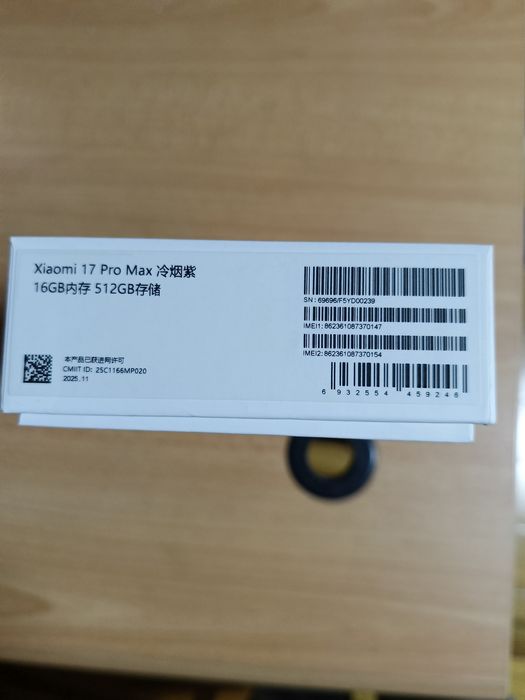 Xiaomi 17 Pro Max 冷烟紫
16GB内存 512GB存储
本产品已获进网许可
CMIIT ID: 25C1166MP020
2025.11
SN: 69696/F5YD00239
IMEI1: 862361087370147
IMEI2: 862361087370154
6 932554 459248